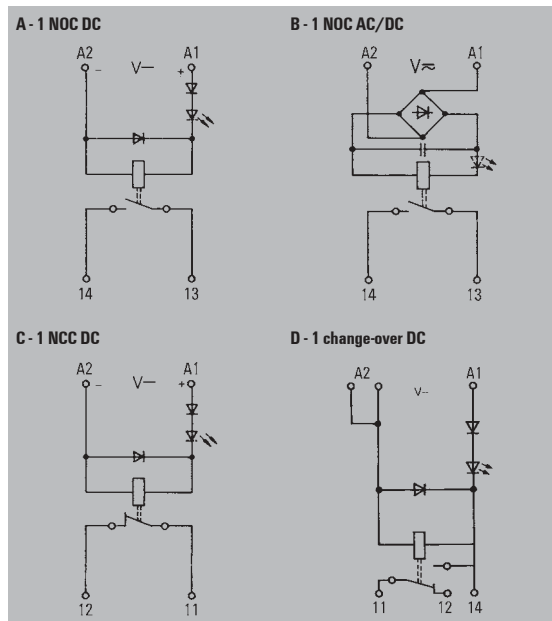 A - 1 NOC DC
A2 – V⎓ + A1
14 13
B - 1 NOC AC/DC
A2 V≂ A1
14 13
C - 1 NCC DC
A2 – V⎓ + A1
12 11
D - 1 change-over DC
A2 V-- A1
11 12 14